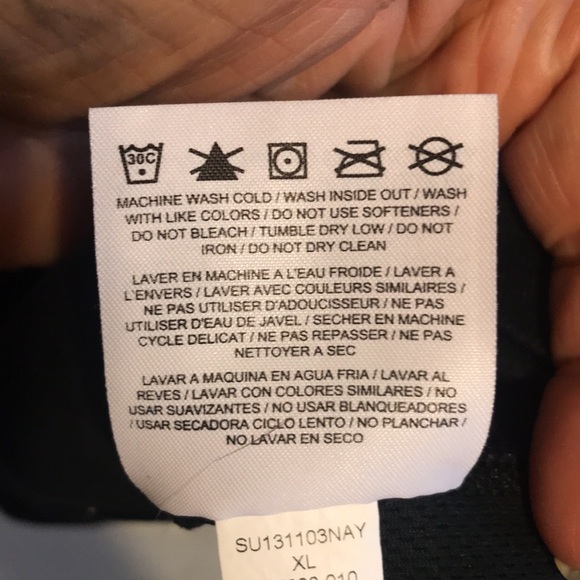 30C
MACHINE WASH COLD / WASH INSIDE OUT / WASH
WITH LIKE COLORS / DO NOT USE SOFTENERS /
DO NOT BLEACH / TUMBLE DRY LOW / DO NOT
IRON / DO NOT DRY CLEAN
LAVER EN MACHINE A L'EAU FROIDE / LAVER A
L'ENVERS / LAVER AVEC COULEURS SIMILAIRES /
NE PAS UTILISER D'ADOUCISSEUR / NE PAS
UTILISER D'EAU DE JAVEL / SECHER EN MACHINE
CYCLE DELICAT / NE PAS REPASSER / NE PAS
NETTOYER A SEC
LAVAR A MAQUINA EN AGUA FRIA / LAVAR AL
REVES / LAVAR CON COLORES SIMILARES / NO
USAR SUAVIZANTES / NO USAR BLANQUEADORES
/ USAR SECADORA CICLO LENTO / NO PLANCHAR /
NO LAVAR EN SECO
SU131103NAY
XL